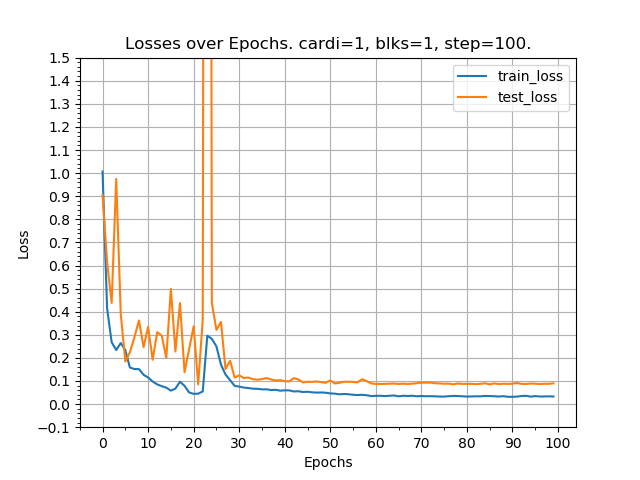 Losses over Epochs. cardi=1, blks=1, step=100.
train_loss
test_loss
1.5
1.4
1.3
1.2
1.1
1.0
0.9
0.8
0.7
0.6
0.5
0.4
0.3
0.2
0.1
0.0
−0.1
Loss
0 10 20 30 40 50 60 70 80 90 100
Epochs